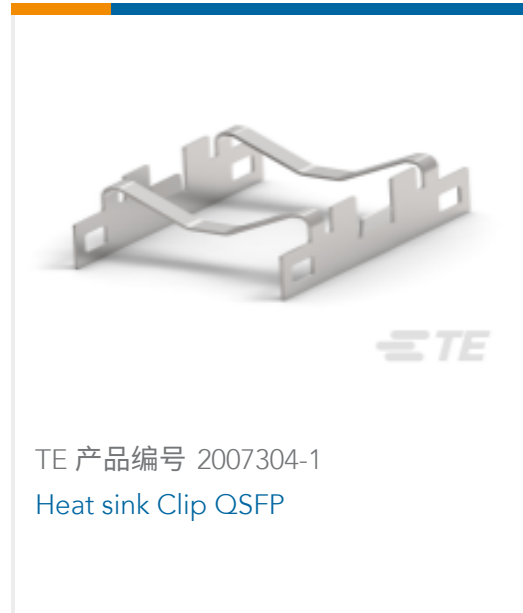 TE
TE 产品编号 2007304-1
Heat sink Clip QSFP